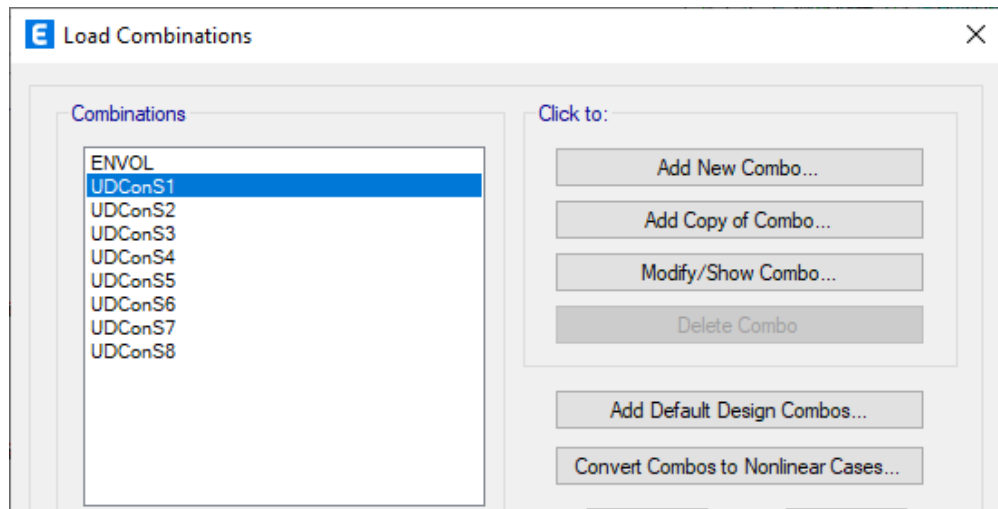 E Load Combinations
Combinations
ENVOL
UDConS1
UDConS2
UDConS3
UDConS4
UDConS5
UDConS6
UDConS7
UDConS8
Click to:
Add New Combo...
Add Copy of Combo...
Modify/Show Combo...
Delete Combo
Add Default Design Combos...
Convert Combos to Nonlinear Cases...